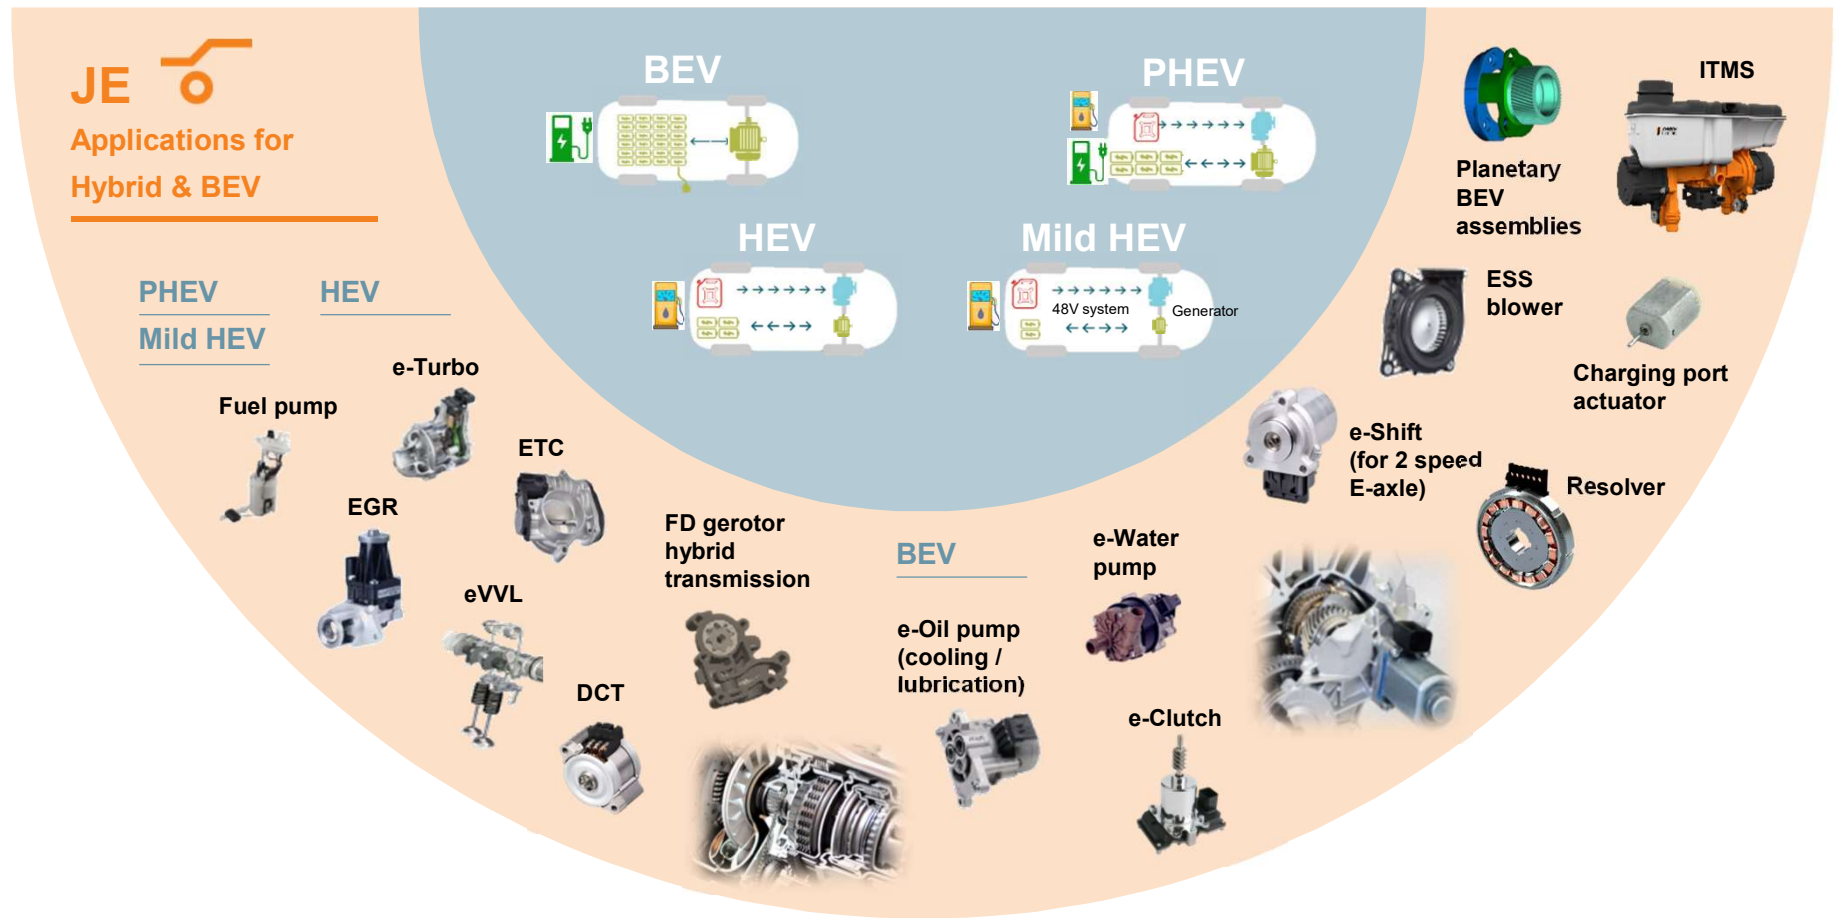 JE
Applications for
Hybrid & BEV
BEV
PHEV
HEV
Mild HEV
48V system
Generator
PHEV
HEV
Mild HEV
e-Turbo
Fuel pump
ETC
EGR
eVVL
DCT
FD gerotor
hybrid
transmission
BEV
e-Oil pump
(cooling /
lubrication)
e-Water
pump
e-Clutch
e-Shift
(for 2 speed
E-axle)
Resolver
Charging port
actuator
ESS
blower
Planetary
BEV
assemblies
ITMS